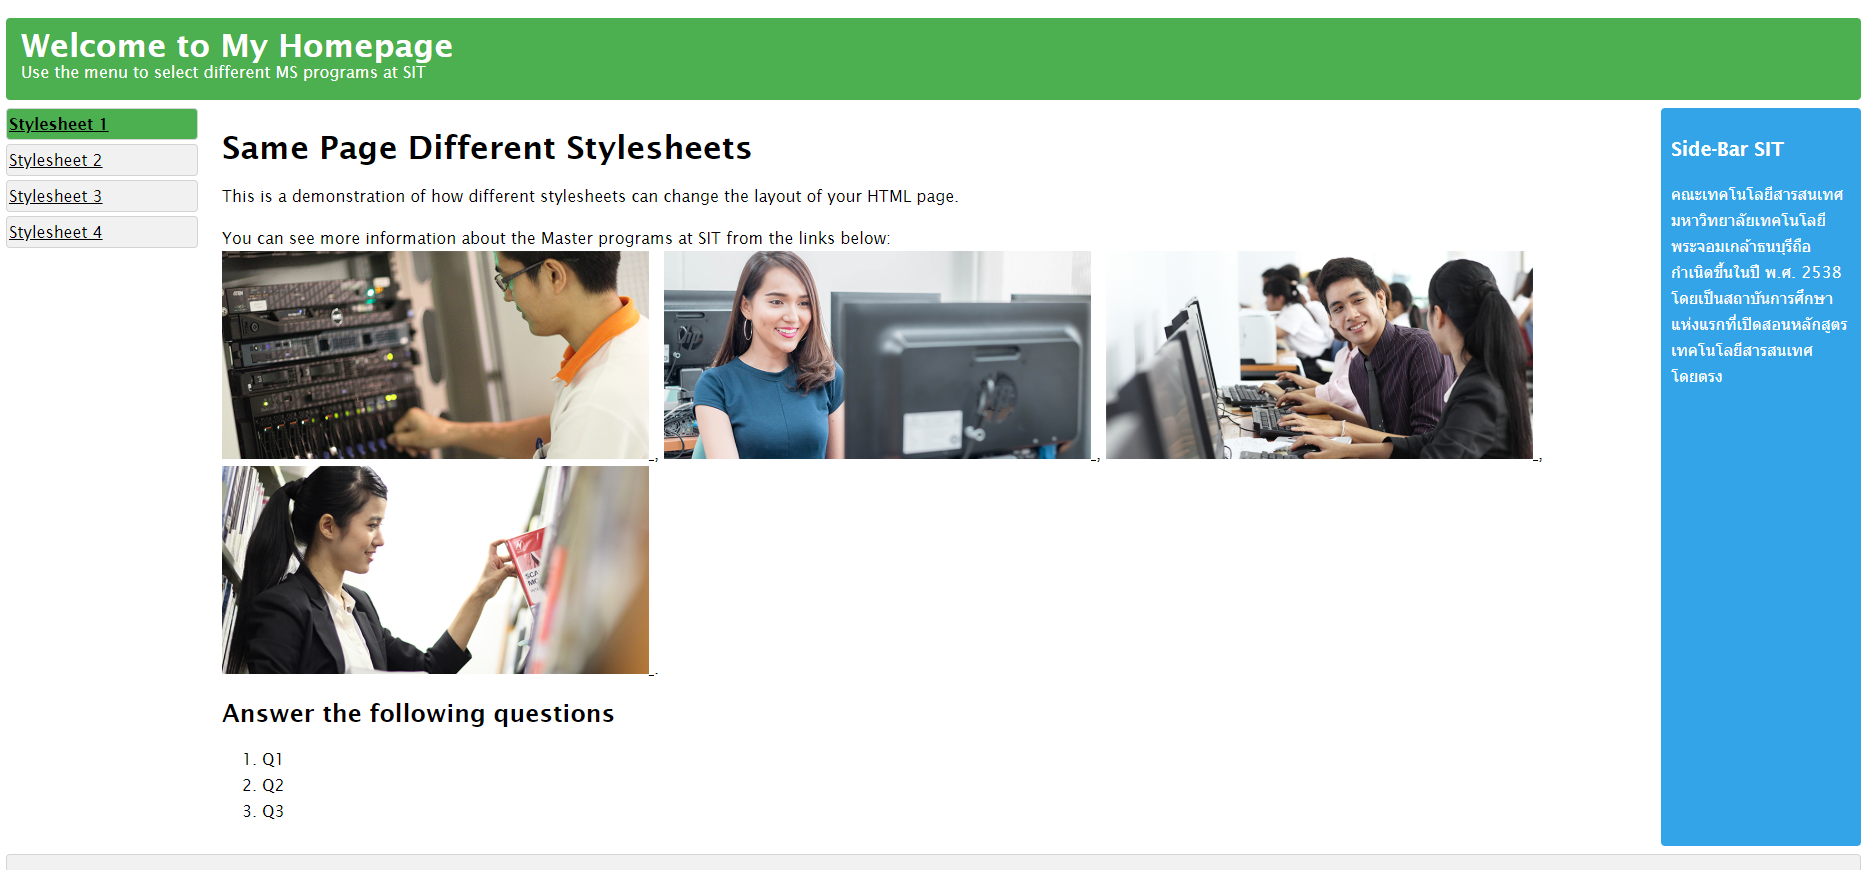 Welcome to My Homepage
Use the menu to select different MS programs at SIT
Stylesheet 1
Stylesheet 2
Stylesheet 3
Stylesheet 4
Same Page Different Stylesheets
This is a demonstration of how different stylesheets can change the layout of your HTML page.
You can see more information about the Master programs at SIT from the links below:
, , ,
.
Answer the following questions
1. Q1
2. Q2
3. Q3
Side-Bar SIT
คณะเทคโนโลยีสารสนเทศ
มหาวิทยาลัยเทคโนโลยี
พระจอมเกล้าธนบุรีถือ
กำเนิดขึ้นในปี พ.ศ. 2538
โดยเป็นสถาบันการศึกษา
แห่งแรกที่เปิดสอนหลักสูตร
เทคโนโลยีสารสนเทศ
โดยตรง